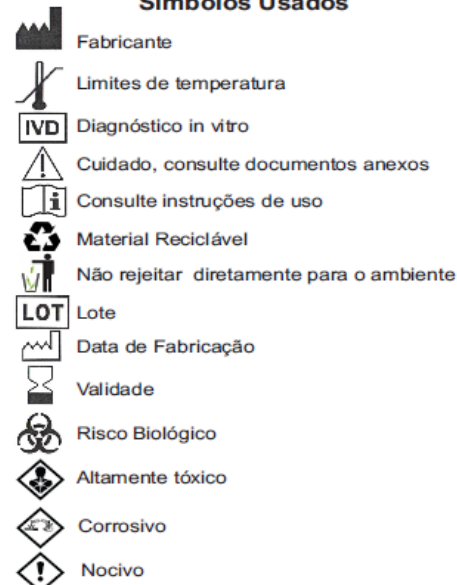 Símbolos Usados
Fabricante
Limites de temperatura
IVD Diagnóstico in vitro
Cuidado, consulte documentos anexos
i Consulte instruções de uso
Material Reciclável
Não rejeitar diretamente para o ambiente
LOT Lote
Data de Fabricação
Validade
Risco Biológico
Altamente tóxico
Corrosivo
Nocivo